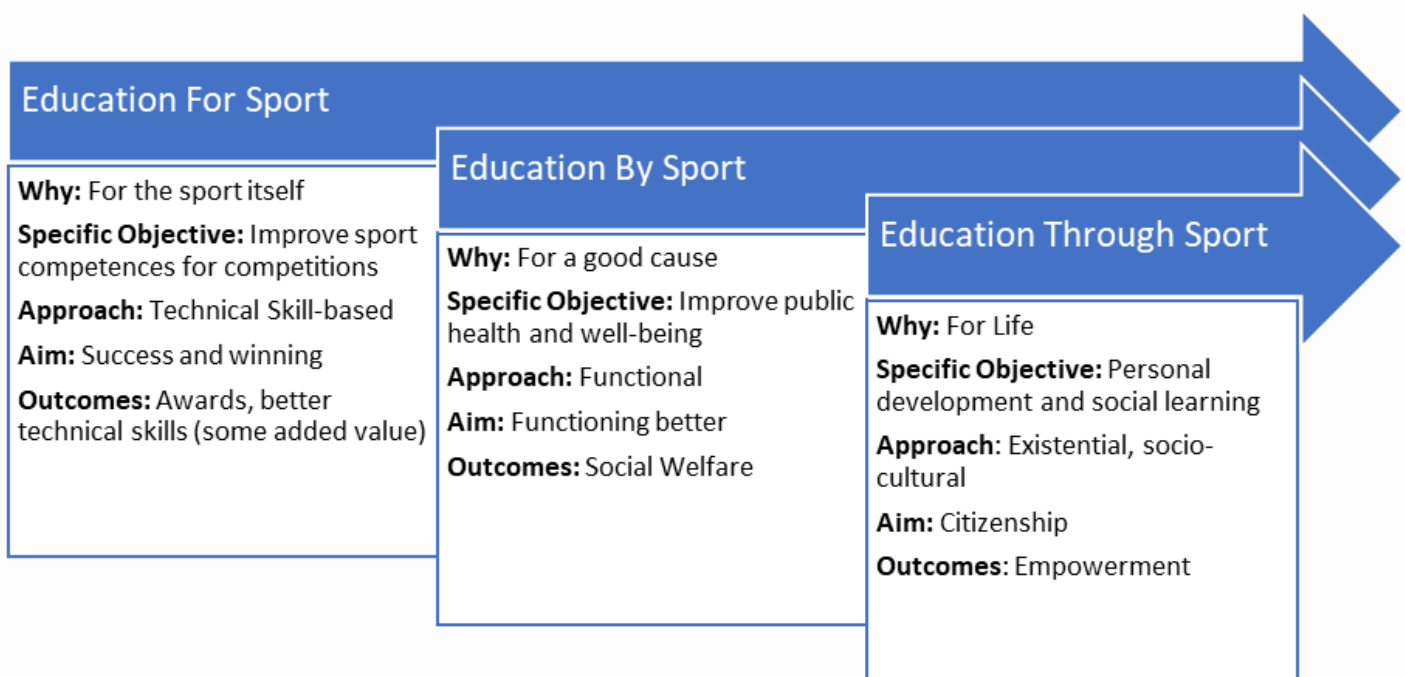 Education For Sport
Why: For the sport itself
Specific Objective: Improve sport
competences for competitions
Approach: Technical Skill-based
Aim: Success and winning
Outcomes: Awards, better
technical skills (some added value)
Education By Sport
Why: For a good cause
Specific Objective: Improve public
health and well-being
Approach: Functional
Aim: Functioning better
Outcomes: Social Welfare
Education Through Sport
Why: For Life
Specific Objective: Personal
development and social learning
Approach: Existential, socio-
cultural
Aim: Citizenship
Outcomes: Empowerment